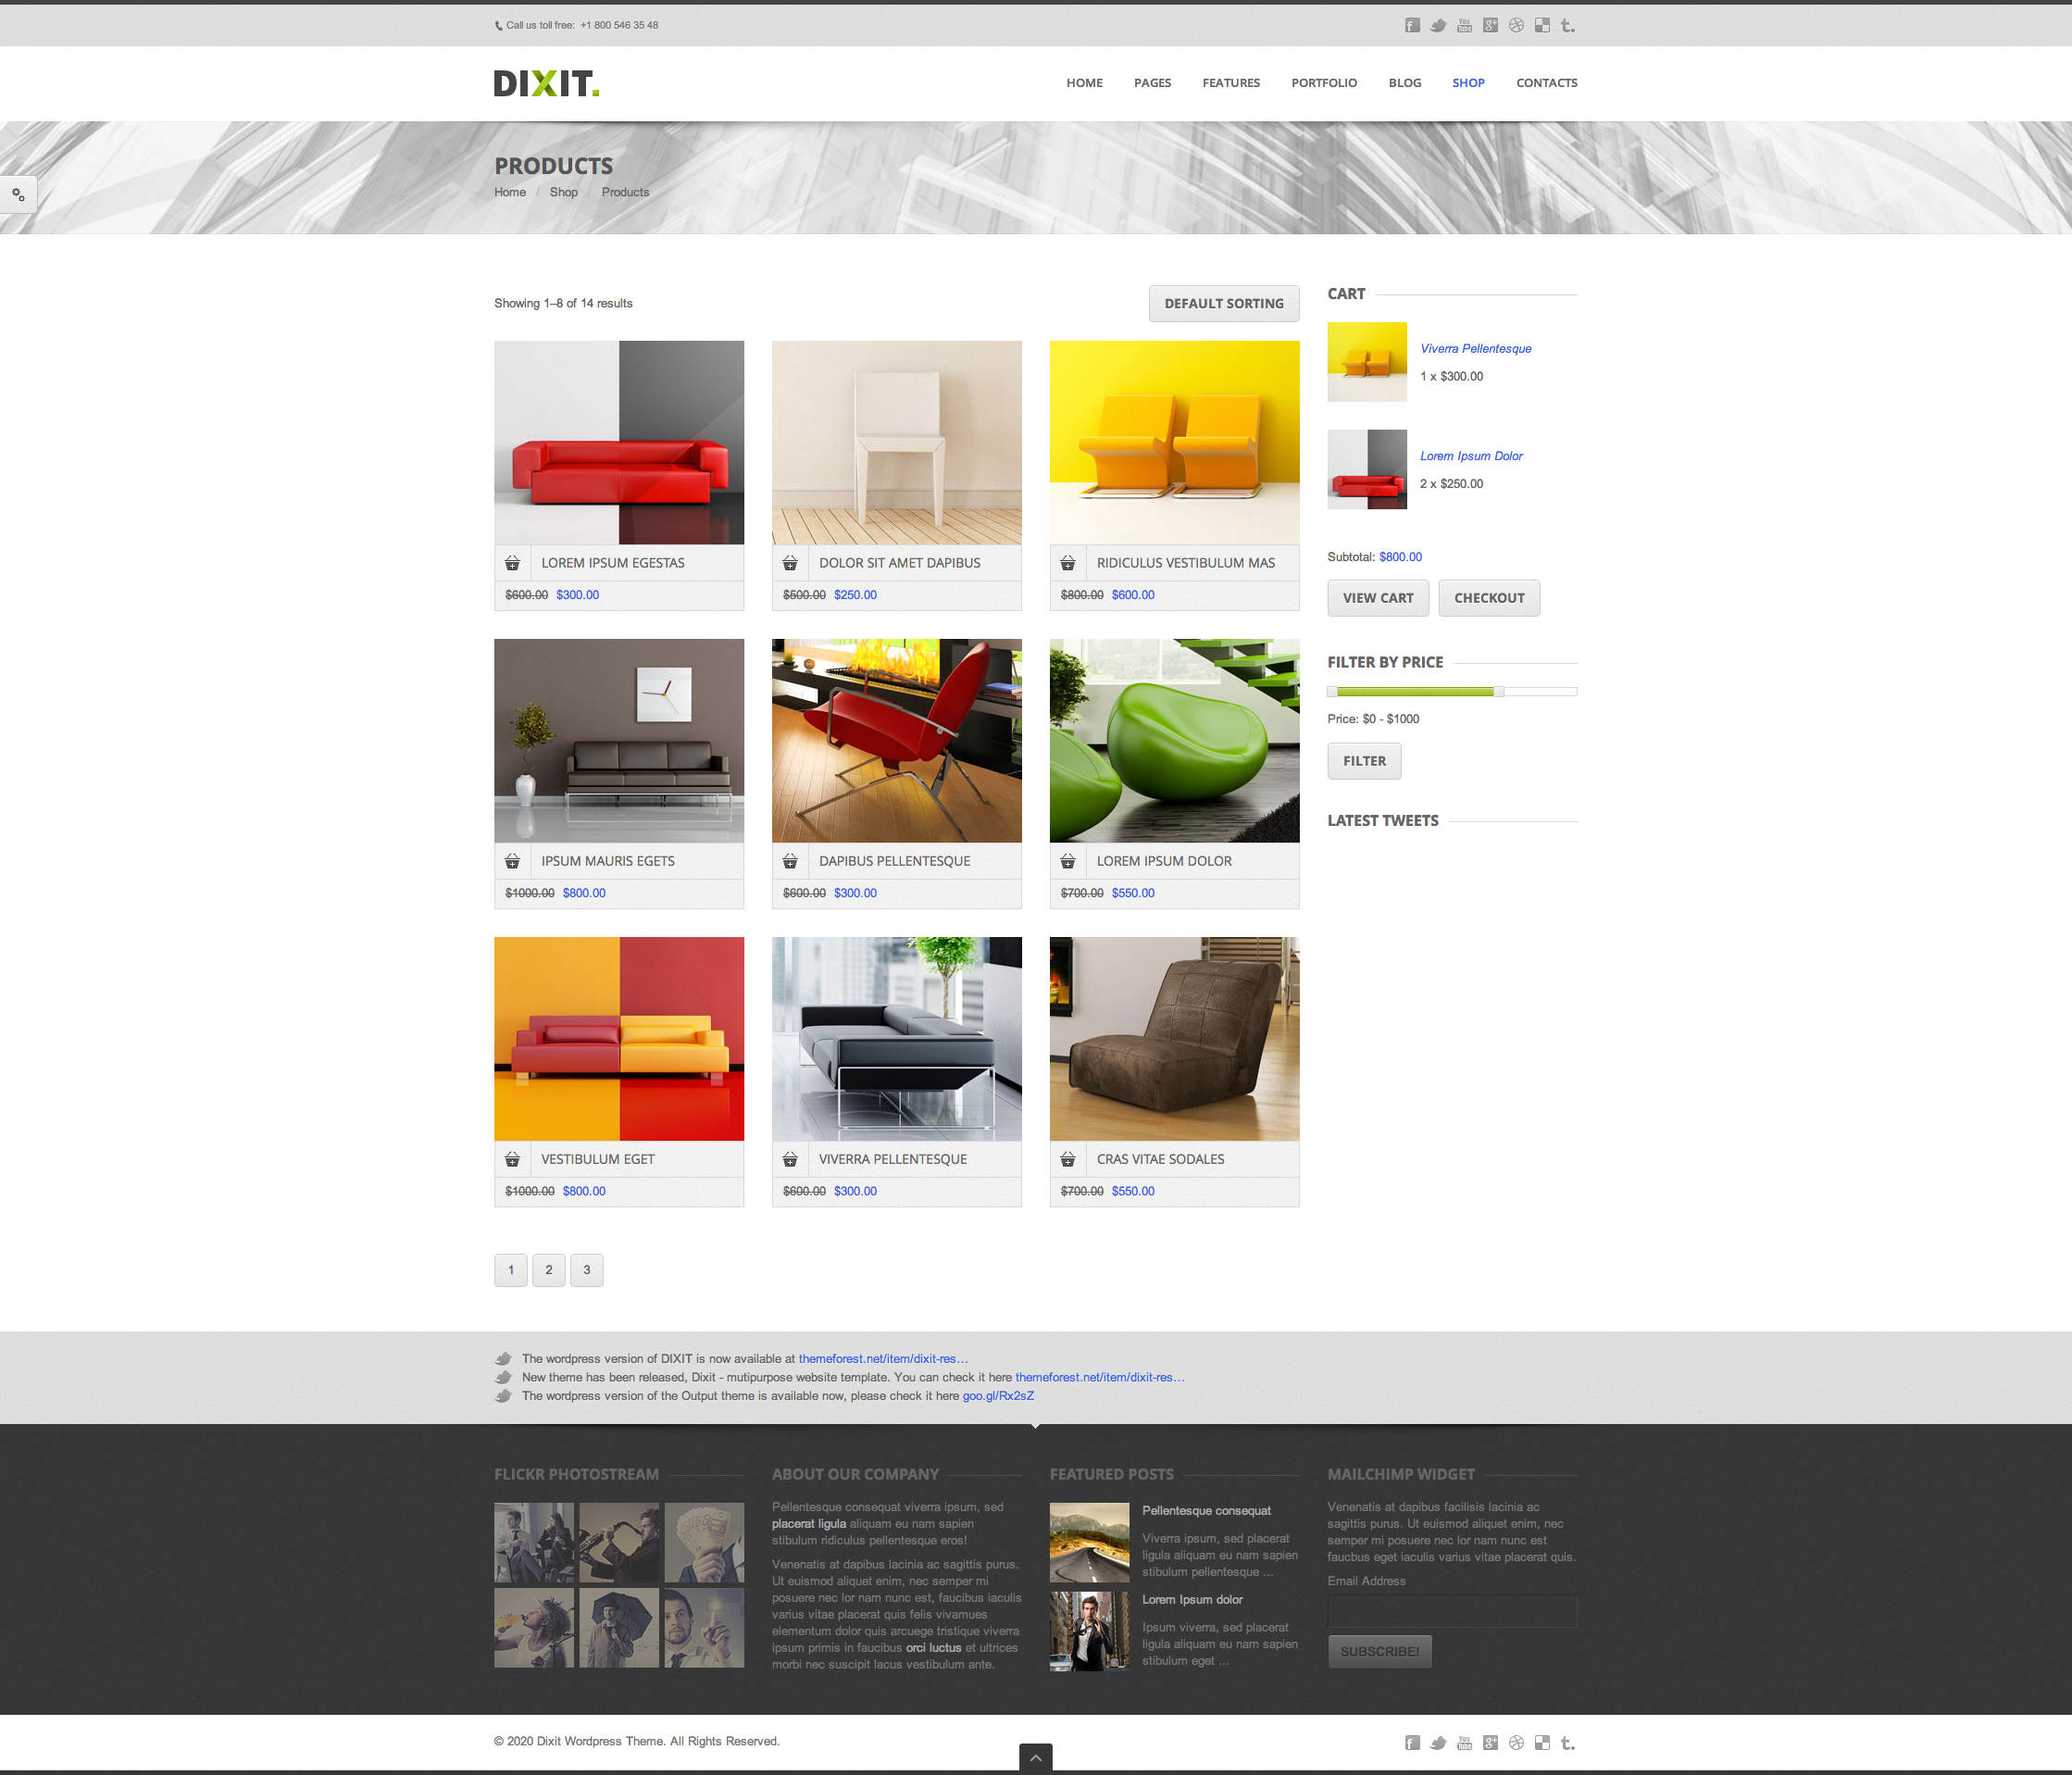 Call us toll free: +1 800 546 35 48
DIXIT.
HOME PAGES FEATURES PORTFOLIO BLOG SHOP CONTACTS
PRODUCTS
Home / Shop / Products
Showing 1–8 of 14 results
DEFAULT SORTING
LOREM IPSUM EGESTAS
$600.00 $300.00
DOLOR SIT AMET DAPIBUS
$500.00 $250.00
RIDICULUS VESTIBULUM MAS
$800.00 $600.00
IPSUM MAURIS EGETS
$1000.00 $800.00
DAPIBUS PELLENTESQUE
$600.00 $300.00
LOREM IPSUM DOLOR
$700.00 $550.00
VESTIBULUM EGET
$1000.00 $800.00
VIVERRA PELLENTESQUE
$600.00 $300.00
CRAS VITAE SODALES
$700.00 $550.00
1 2 3
CART
Viverra Pellentesque
1 x $300.00
Lorem Ipsum Dolor
2 x $250.00
Subtotal: $800.00
VIEW CART CHECKOUT
FILTER BY PRICE
Price: $0 - $1000
FILTER
LATEST TWEETS
The wordpress version of DIXIT is now available at themeforest.net/item/dixit-res…
New theme has been released, Dixit - mutipurpose website template. You can check it here themeforest.net/item/dixit-res…
The wordpress version of the Output theme is available now, please check it here goo.gl/Rx2sZ
FLICKR PHOTOSTREAM
ABOUT OUR COMPANY
Pellentesque consequat viverra ipsum, sed
placerat ligula aliquam eu nam sapien
stibulum ridiculus pellentesque eros!
Venenatis at dapibus lacinia ac sagittis purus.
Ut euismod aliquet enim, nec semper mi
posuere nec lor nam nunc est, faucibus iaculis
varius vitae placerat quis felis vivamues
elementum dolor quis arcuege tristique viverra
ipsum primis in faucibus orci luctus et ultrices
morbi nec suscipit lacus vestibulum ante.
FEATURED POSTS
Pellentesque consequat
Viverra ipsum, sed placerat
ligula aliquam eu nam sapien
stibulum pellentesque ...
Lorem Ipsum dolor
Ipsum viverra, sed placerat
ligula aliquam eu nam sapien
stibulum eget ...
MAILCHIMP WIDGET
Venenatis at dapibus facilisis lacinia ac
sagittis purus. Ut euismod aliquet enim, nec
semper mi posuere nec lor nam nunc est
faucbus eget iaculis varius vitae placerat quis.
Email Address
SUBSCRIBE!
© 2020 Dixit Wordpress Theme. All Rights Reserved.